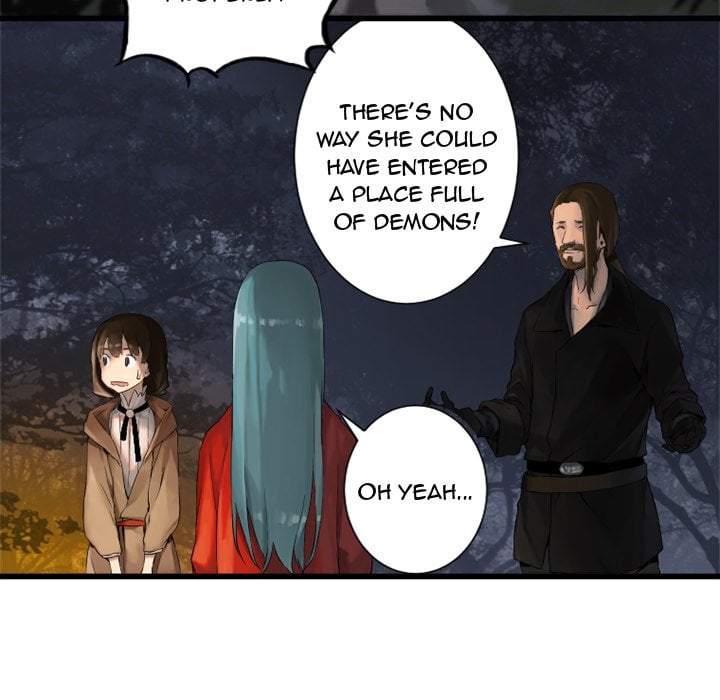 THERE'S NO
WAY SHE COULD
HAVE ENTERED
A PLACE FULL
OF DEMONS!
OH YEAH...